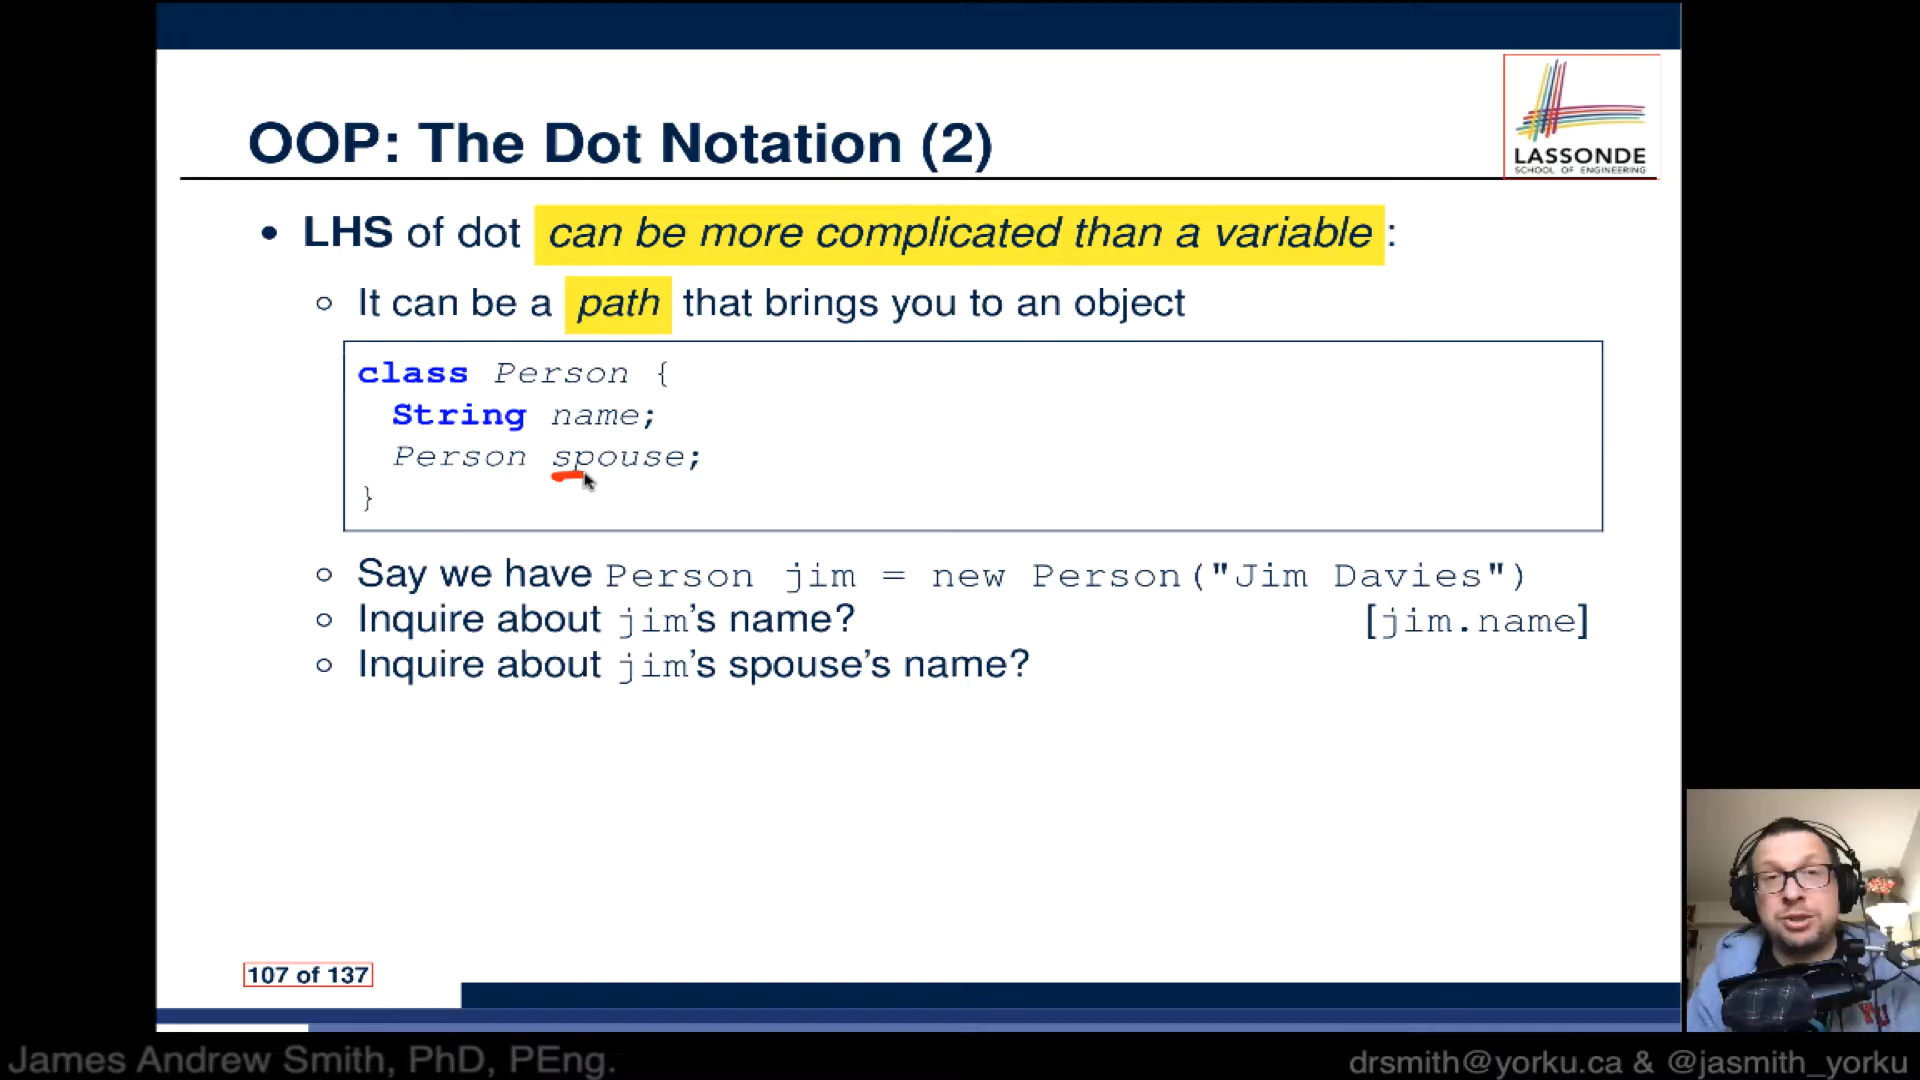 LASSONDE
SCHOOL OF ENGINEERING
OOP: The Dot Notation (2)
• LHS of dot can be more complicated than a variable :
◦ It can be a path that brings you to an object
class Person {
String name;
Person spouse;
}
◦ Say we have Person jim = new Person("Jim Davies")
◦ Inquire about jim’s name? [jim.name]
◦ Inquire about jim’s spouse’s name?
107 of 137
James Andrew Smith, PhD, PEng.
drsmith@yorku.ca & @jasmith_yorku